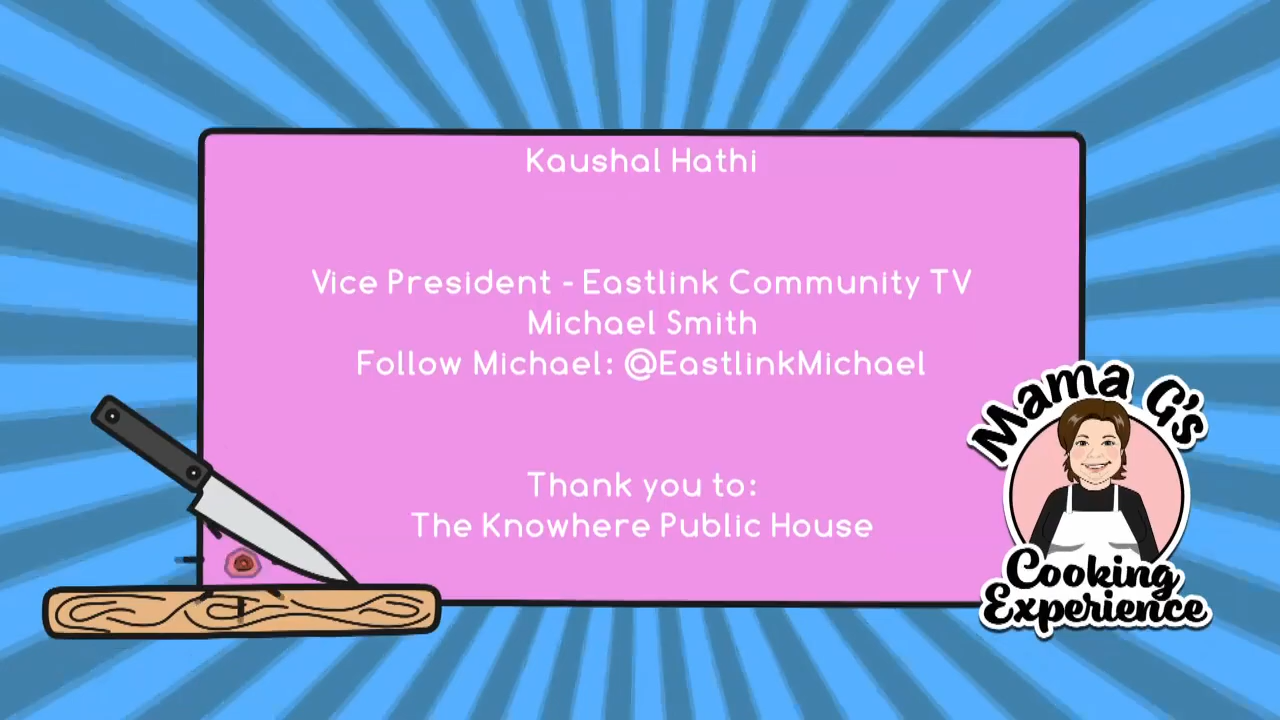 Kaushal Hathi
Vice President - Eastlink Community TV
Michael Smith
Follow Michael: @EastlinkMichael
Thank you to:
The Knowhere Public House
Mama G's
Cooking
Experience